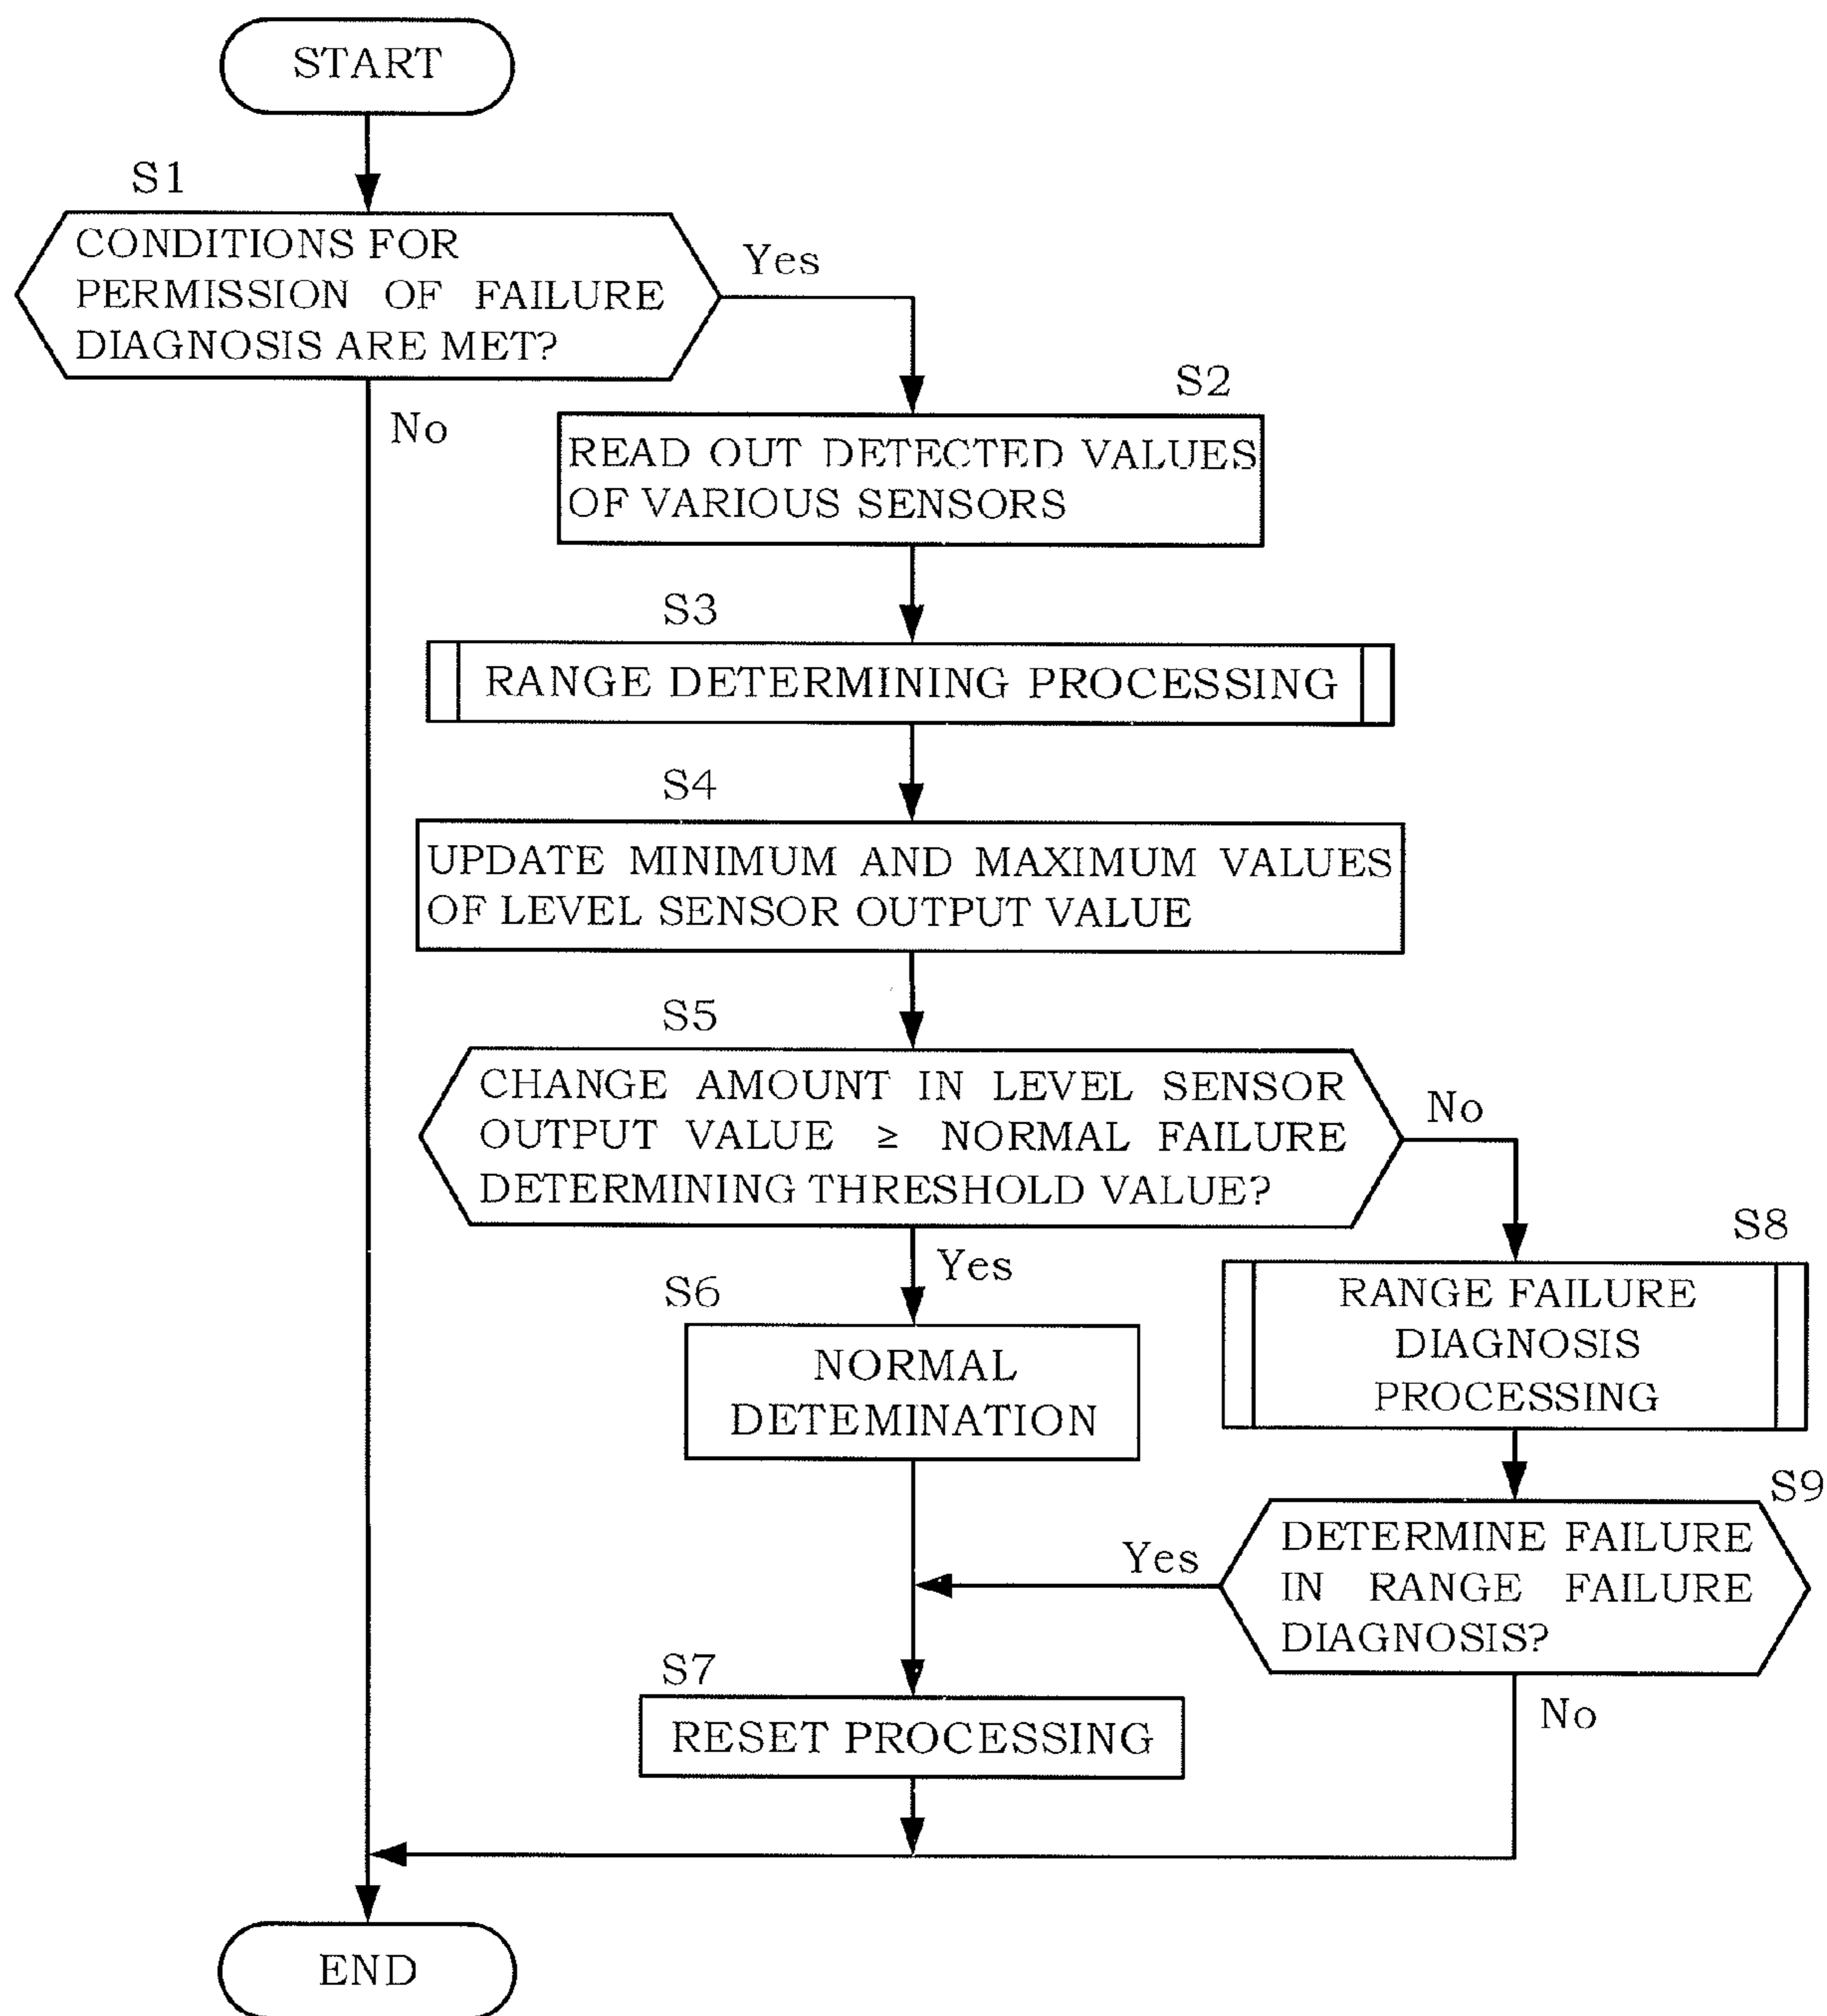 START
S1
CONDITIONS FOR
PERMISSION OF FAILURE
DIAGNOSIS ARE MET?
Yes
No
S2
READ OUT DETECTED VALUES
OF VARIOUS SENSORS
S3
RANGE DETERMINING PROCESSING
S4
UPDATE MINIMUM AND MAXIMUM VALUES
OF LEVEL SENSOR OUTPUT VALUE
S5
CHANGE AMOUNT IN LEVEL SENSOR
OUTPUT VALUE ≥ NORMAL FAILURE
DETERMINING THRESHOLD VALUE?
No
Yes
S6
NORMAL
DETEMINATION
S8
RANGE FAILURE
DIAGNOSIS
PROCESSING
S9
DETERMINE FAILURE
IN RANGE FAILURE
DIAGNOSIS?
Yes
No
S7
RESET PROCESSING
END